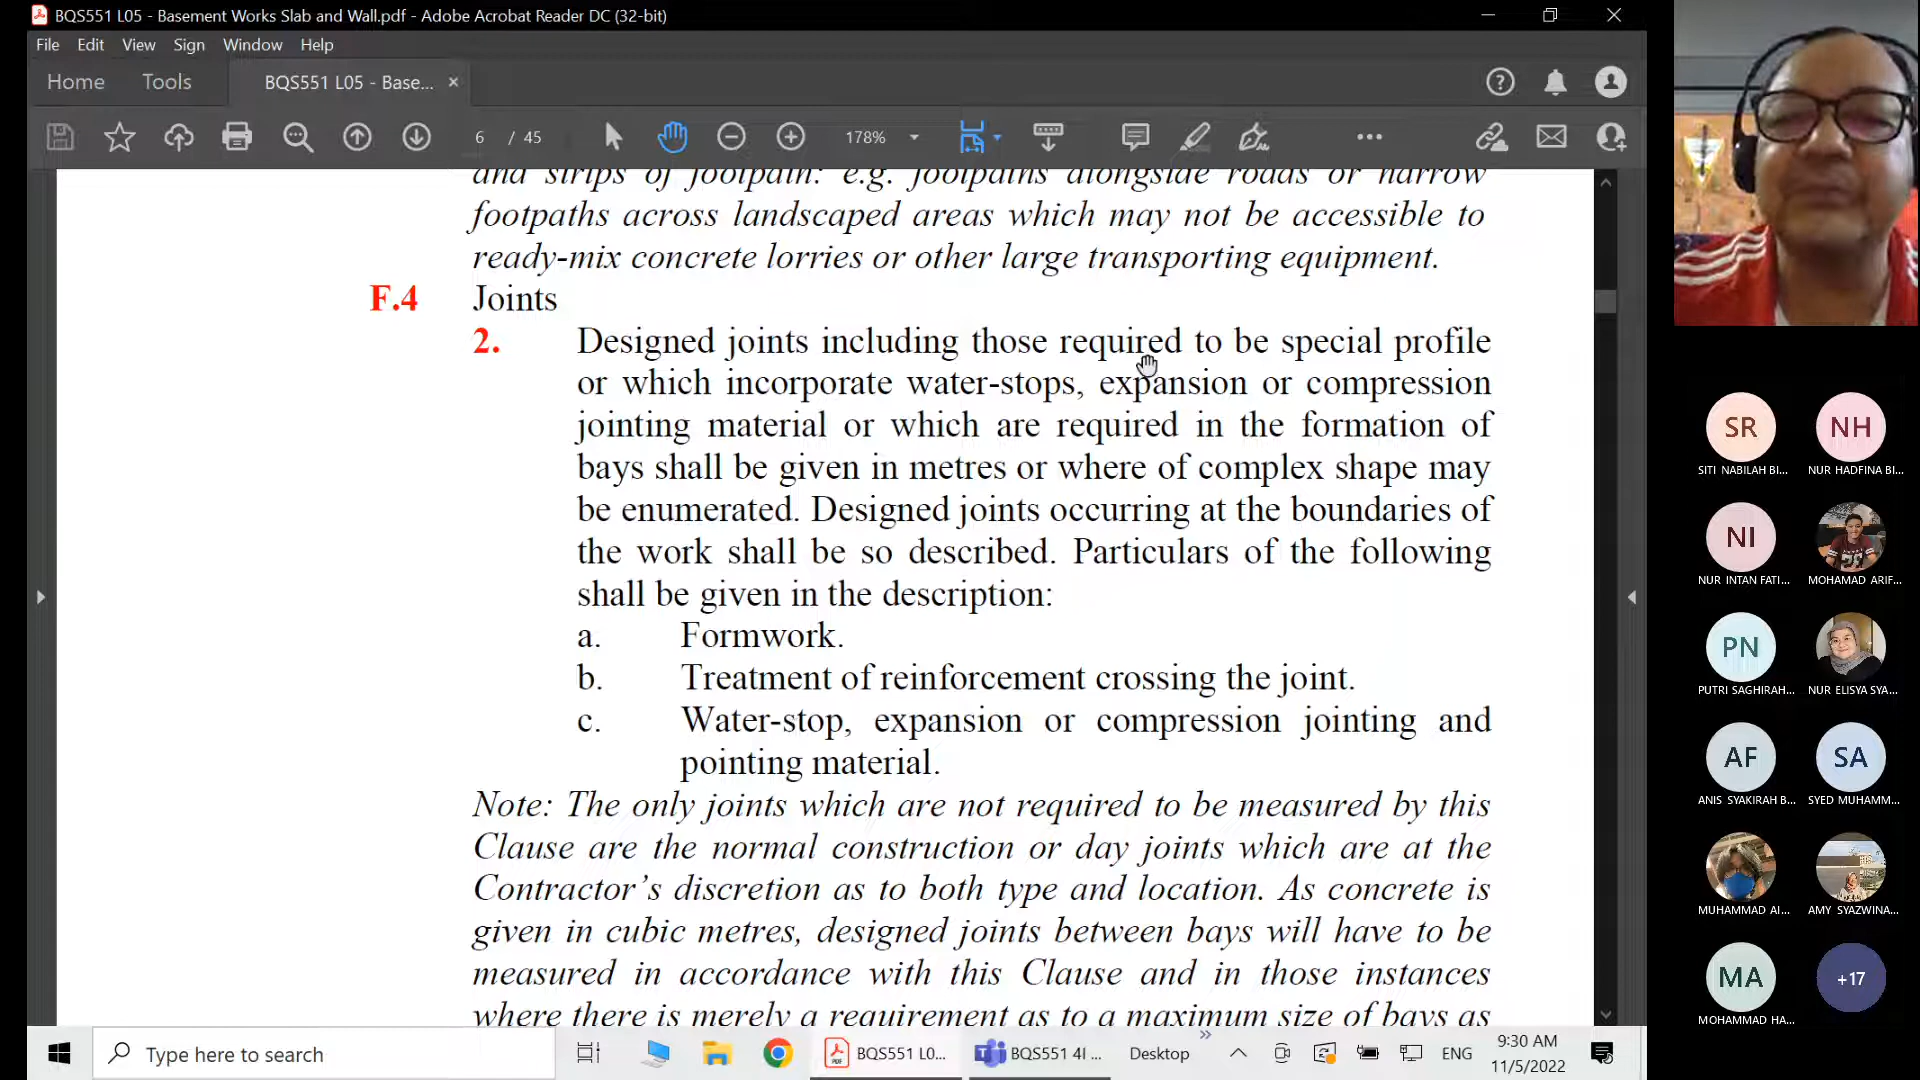 BQS551 L05 - Basement Works Slab and Wall.pdf - Adobe Acrobat Reader DC (32-bit)
File Edit View Sign Window Help
Home Tools BQS551 L05 - Base... ×
6 / 45 178%
and strips of footpath: e.g. footpaths alongside roads or narrow
footpaths across landscaped areas which may not be accessible to
ready-mix concrete lorries or other large transporting equipment.
F.4 Joints
2. Designed joints including those required to be special profile
or which incorporate water-stops, expansion or compression
jointing material or which are required in the formation of
bays shall be given in metres or where of complex shape may
be enumerated. Designed joints occurring at the boundaries of
the work shall be so described. Particulars of the following
shall be given in the description:
a. Formwork.
b. Treatment of reinforcement crossing the joint.
c. Water-stop, expansion or compression jointing and
pointing material.
Note: The only joints which are not required to be measured by this
Clause are the normal construction or day joints which are at the
Contractor's discretion as to both type and location. As concrete is
given in cubic metres, designed joints between bays will have to be
measured in accordance with this Clause and in those instances
where there is merely a requirement as to a maximum size of bays as
SR NH
SITI NABILAH BI... NUR HADFINA BI...
NI
NUR INTAN FATI... MOHAMAD ARIF...
PN
PUTRI SAGHIRAH... NUR ELISYA SYA...
AF SA
ANIS SYAKIRAH B... SYED MUHAMM...
MUHAMMAD AI... AMY SYAZWINA...
MA +17
MOHAMMAD HA...
Type here to search
BQS551 L0... BQS551 4I ... Desktop » ENG
9:30 AM
11/5/2022